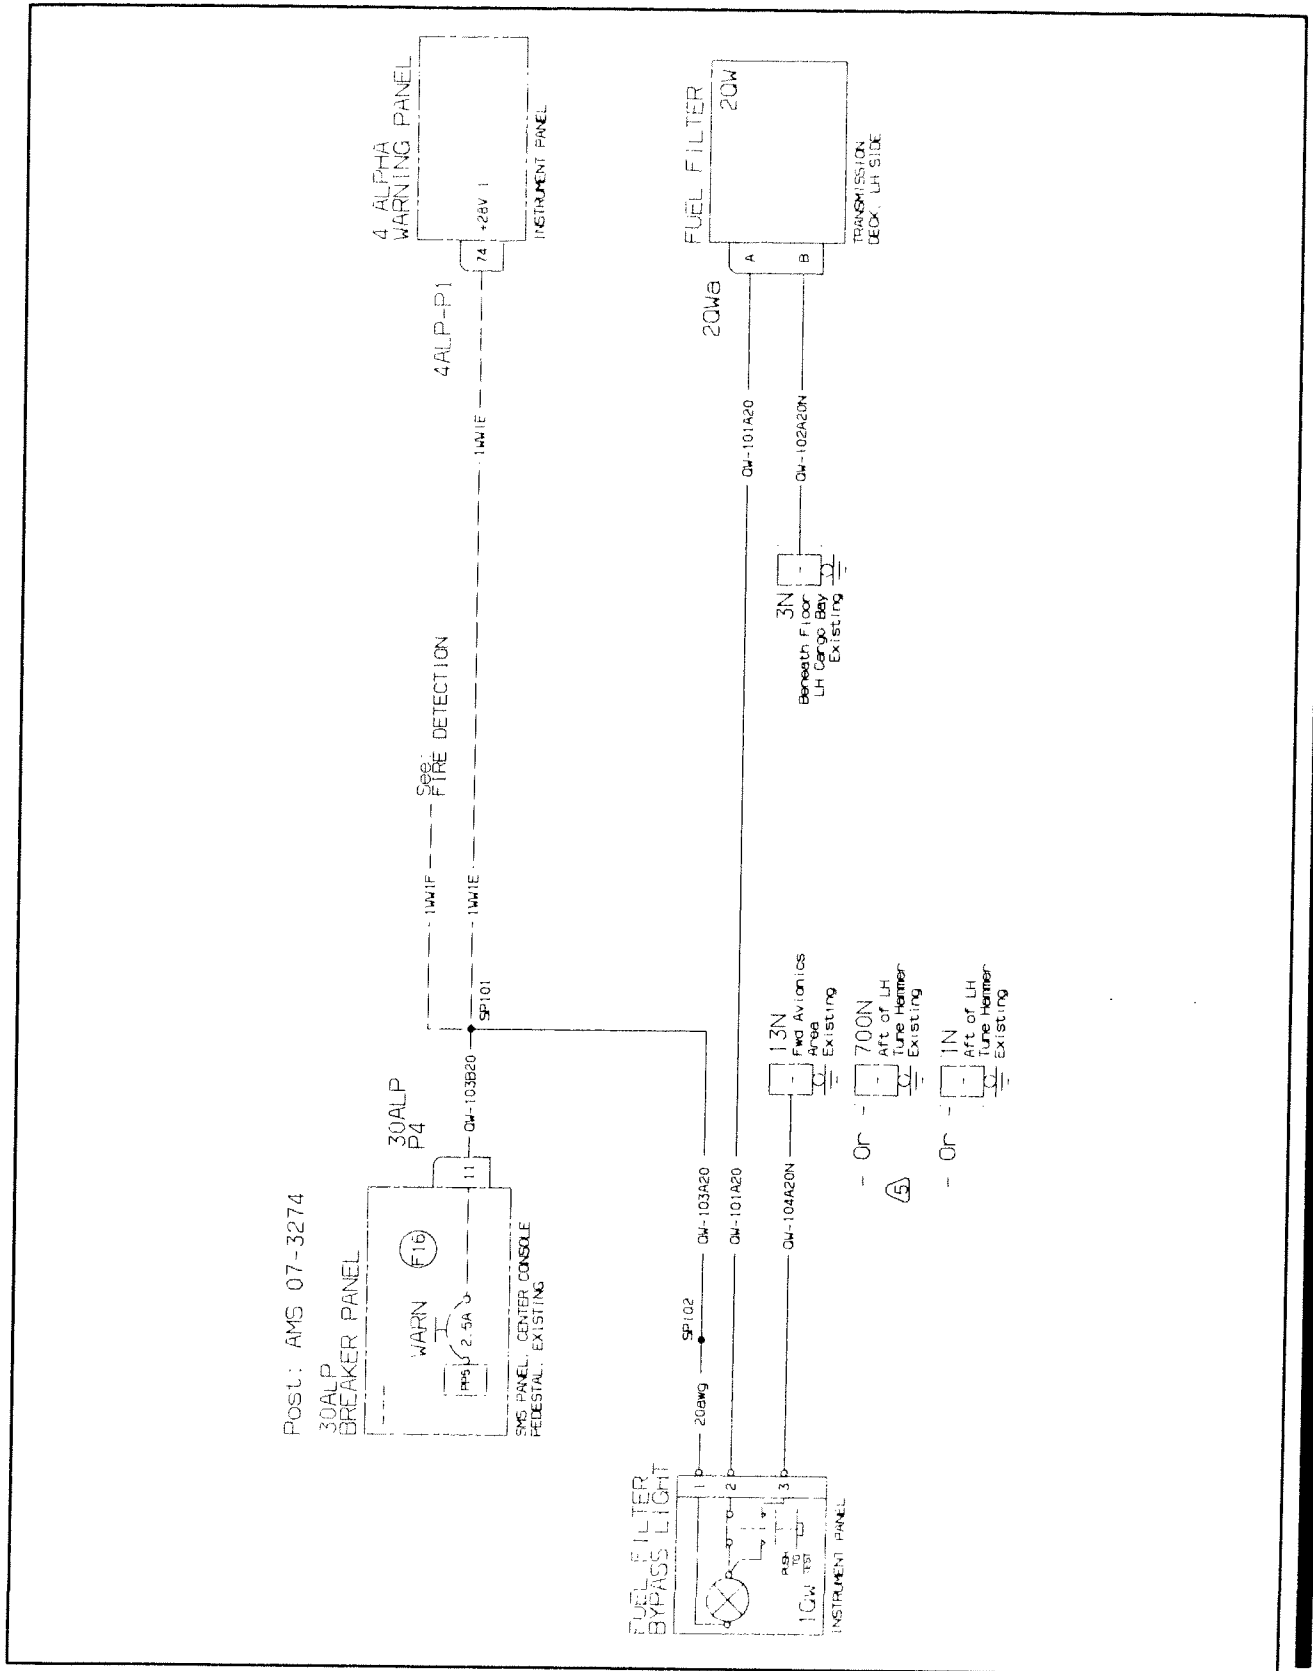 Post: AMS 07-3274
30ALP
BREAKER PANEL
WARN
F16
PP5
2.5A
11
30ALP
P4
SMS PANEL, CENTER CONSOLE
PEDESTAL, EXISTING
QW-103B20
SP101
1WW1F
See:
FIRE DETECTION
1WW1E
1WW1E
4ALP-P1
74
+28V 1
4 ALPHA
WARNING PANEL
INSTRUMENT PANEL
FUEL FILTER
BYPASS LIGHT
1
2
3
PUSH
TO
TEST
1QW
INSTRUMENT PANEL
20awg
SP102
QW-103A20
QW-101A20
QW-104A20N
13N
Fwd Avionics
Area
Existing
- Or -
5
700N
Aft of LH
Tune Hammer
Existing
- Or -
1N
Aft of LH
Tune Hammer
Existing
3N
Beneath Floor
LH Cargo Bay
Existing
QW-101A20
QW-102A20N
2QWa
A
B
FUEL FILTER
2QW
TRANSMISSION
DECK, LH SIDE